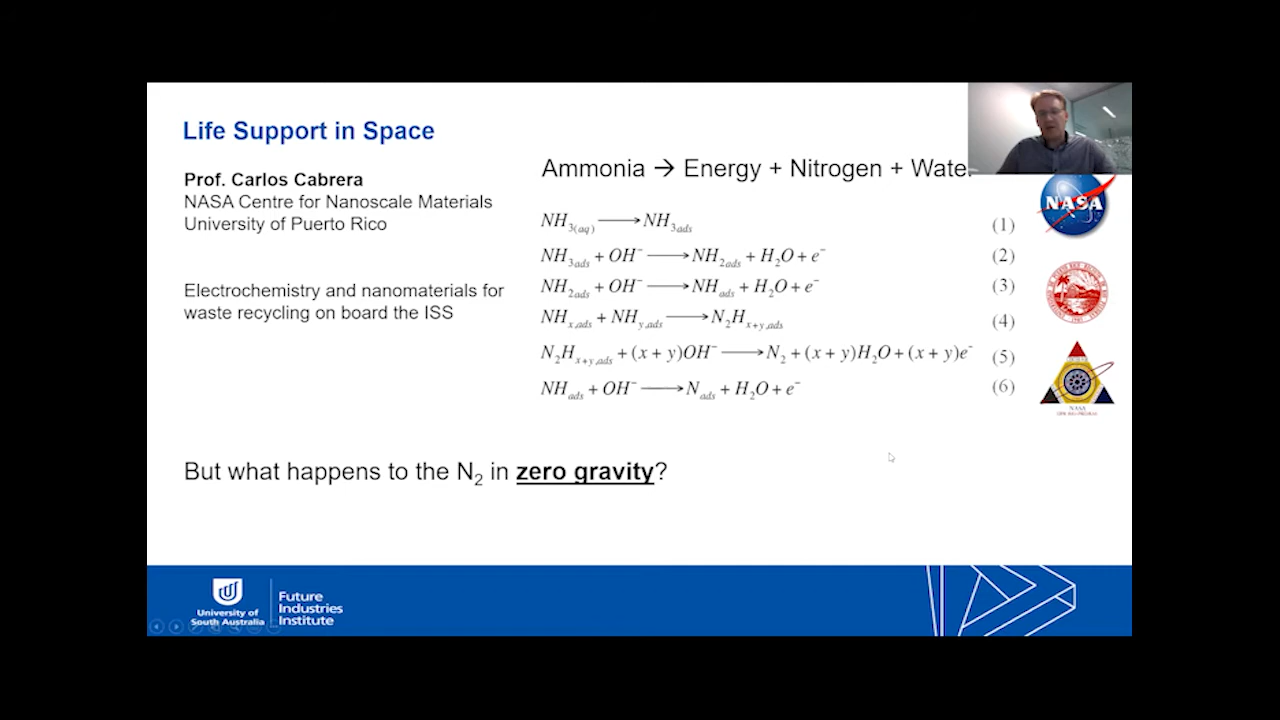 Life Support in Space
Prof. Carlos Cabrera
NASA Centre for Nanoscale Materials
University of Puerto Rico
Electrochemistry and nanomaterials for
waste recycling on board the ISS
Ammonia → Energy + Nitrogen + Water
NH3(aq) ⟶ NH3ads (1)
NH3ads + OH⁻ ⟶ NH2ads + H2O + e⁻ (2)
NH2ads + OH⁻ ⟶ NHads + H2O + e⁻ (3)
NHx,ads + NHy,ads ⟶ N2Hx+y,ads (4)
N2Hx+y,ads + (x + y)OH⁻ ⟶ N2 + (x + y)H2O + (x + y)e⁻ (5)
NHads + OH⁻ ⟶ Nads + H2O + e⁻ (6)
NASA
NASA
But what happens to the N2 in zero gravity?
University of
South Australia
Future
Industries
Institute